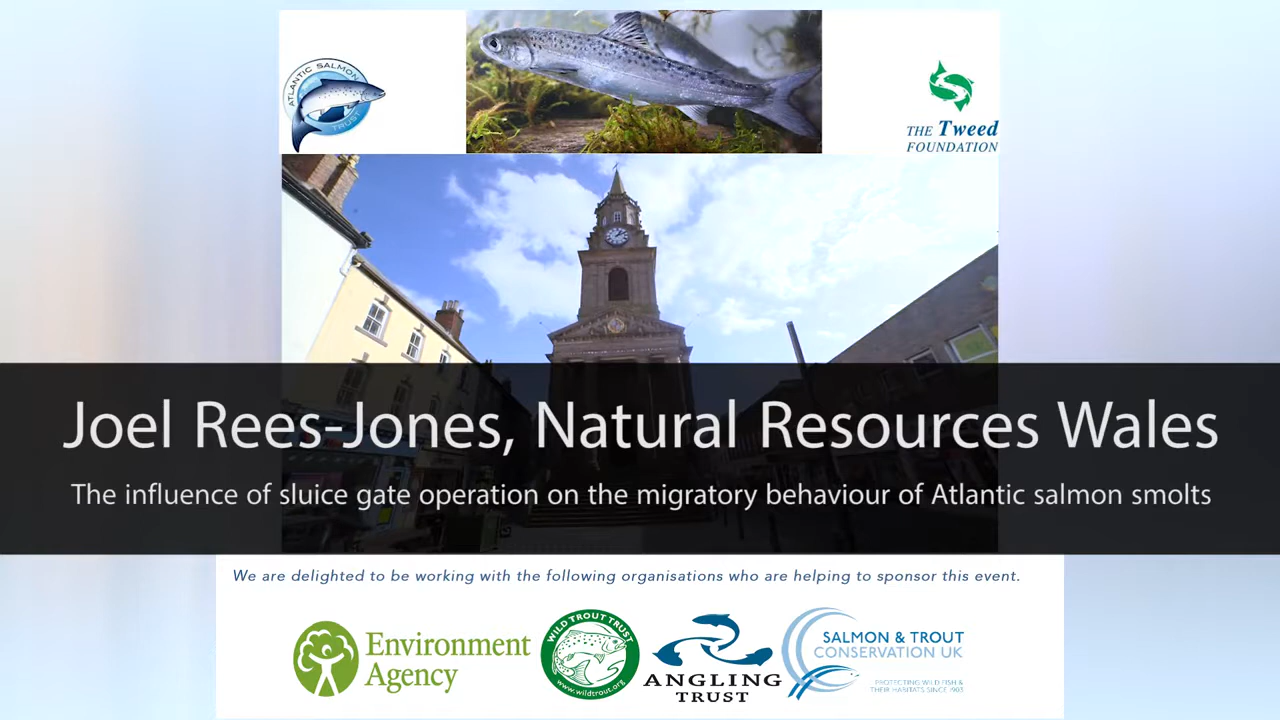 ATLANTIC SALMON
TRUST
THE Tweed
FOUNDATION
Joel Rees-Jones, Natural Resources Wales
The influence of sluice gate operation on the migratory behaviour of Atlantic salmon smolts
We are delighted to be working with the following organisations who are helping to sponsor this event.
Environment
Agency
WILD TROUT TRUST
www.wildtrout.org
ANGLING
TRUST
SALMON & TROUT
CONSERVATION UK
PROTECTING WILD FISH &
THEIR HABITATS SINCE 1903